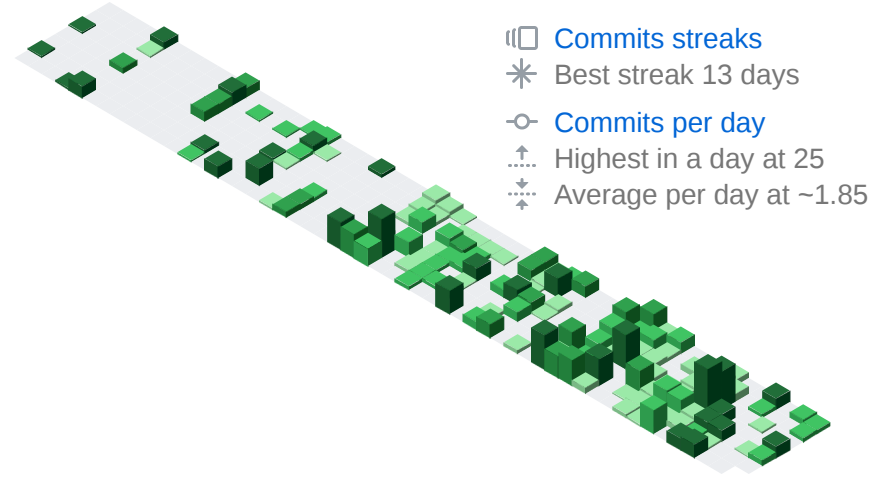 Commits streaks
Best streak 13 days
Commits per day
Highest in a day at 25
Average per day at ~1.85